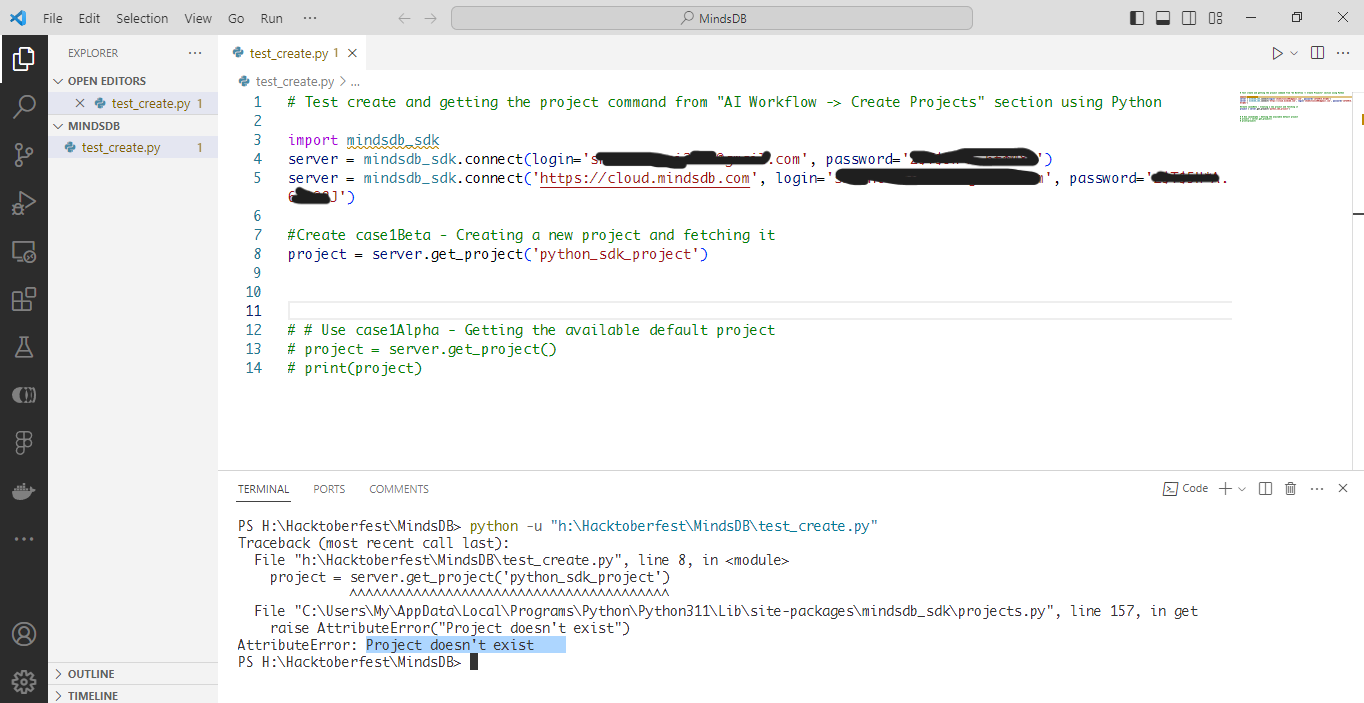 File Edit Selection View Go Run ··· MindsDB
EXPLORER ···
OPEN EDITORS
test_create.py 1
MINDSDB
test_create.py 1
OUTLINE
TIMELINE
test_create.py 1
test_create.py > ...
1 # Test create and getting the project command from "AI Workflow -> Create Projects" section using Python
2
3 import mindsdb_sdk
4 server = mindsdb_sdk.connect(login='s .com', password=' ')
5 server = mindsdb_sdk.connect('https://cloud.mindsdb.com', login=' ', password='
J')
6
7 #Create case1Beta - Creating a new project and fetching it
8 project = server.get_project('python_sdk_project')
9
10
11
12 # # Use case1Alpha - Getting the available default project
13 # project = server.get_project()
14 # print(project)
TERMINAL PORTS COMMENTS
Code
PS H:\Hacktoberfest\MindsDB> python -u "h:\Hacktoberfest\MindsDB\test_create.py"
Traceback (most recent call last):
File "h:\Hacktoberfest\MindsDB\test_create.py", line 8, in <module>
project = server.get_project('python_sdk_project')
^^^^^^^^^^^^^^^^^^^^^^^^^^^^^^^^^^^^^^^^
File "C:\Users\My\AppData\Local\Programs\Python\Python311\Lib\site-packages\mindsdb_sdk\projects.py", line 157, in get
raise AttributeError("Project doesn't exist")
AttributeError: Project doesn't exist
PS H:\Hacktoberfest\MindsDB>